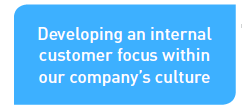 Developing an internal
customer focus within
our company's culture